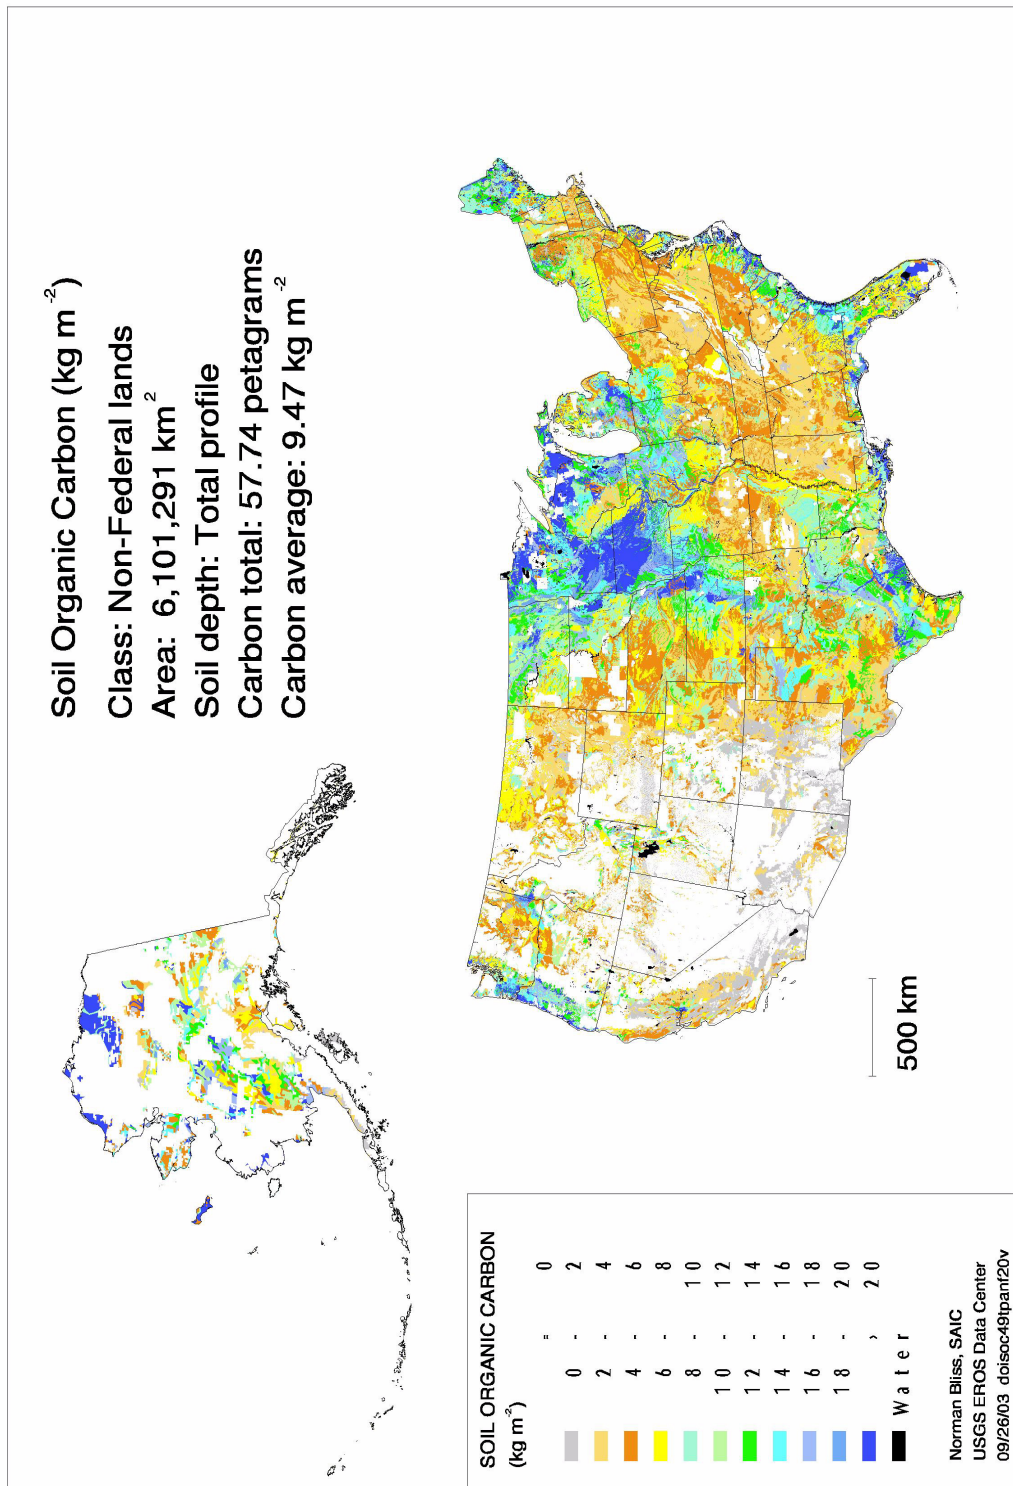 Soil Organic Carbon (kg m-2)
Class: Non-Federal lands
Area: 6,101,291 km2
Soil depth: Total profile
Carbon total: 57.74 petagrams
Carbon average: 9.47 kg m-2
SOIL ORGANIC CARBON
(kg m-2)
= 0
0 - 2
2 - 4
4 - 6
6 - 8
8 - 10
10 - 12
12 - 14
14 - 16
16 - 18
18 - 20
> 20
Water
500 km
Norman Bliss, SAIC
USGS EROS Data Center
09/26/03 doisoc49tpanf20v